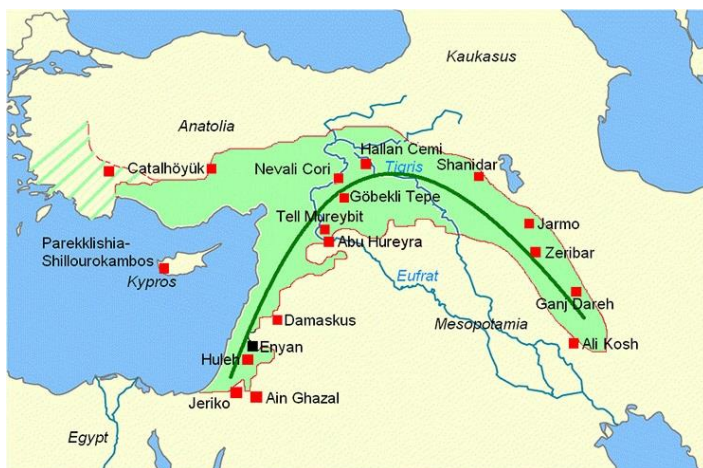 Kaukasus
Anatolia
Hallan Cemi
Catalhöyük
Nevali Cori
Tigris
Shanidar
Göbekli Tepe
Tell Mureybit
Jarmo
Parekklishia-
Shillourokambos
Abu Hureyra
Zeribar
Kypros
Eufrat
Ganj Dareh
Damaskus
Mesopotamia
Enyan
Ali Kosh
Huleh
Jeriko
Ain Ghazal
Egypt